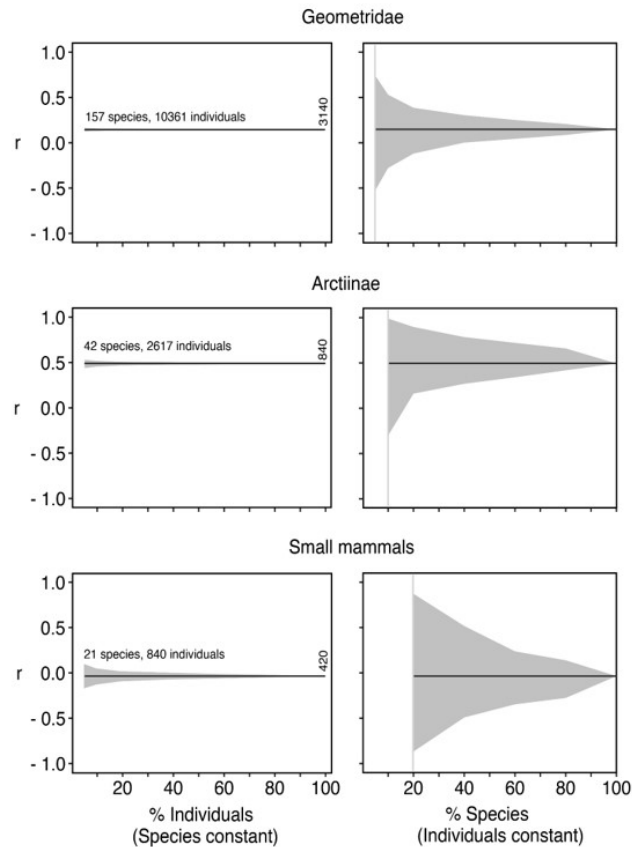 Geometridae
1.0
0.5
r
0.0
- 0.5
- 1.0
157 species, 10361 individuals
3140
Arctiinae
1.0
0.5
r
0.0
- 0.5
- 1.0
42 species, 2617 individuals
840
Small mammals
1.0
0.5
r
0.0
- 0.5
- 1.0
21 species, 840 individuals
420
20 40 60 80 100
20 40 60 80 100
% Individuals
(Species constant)
% Species
(Individuals constant)